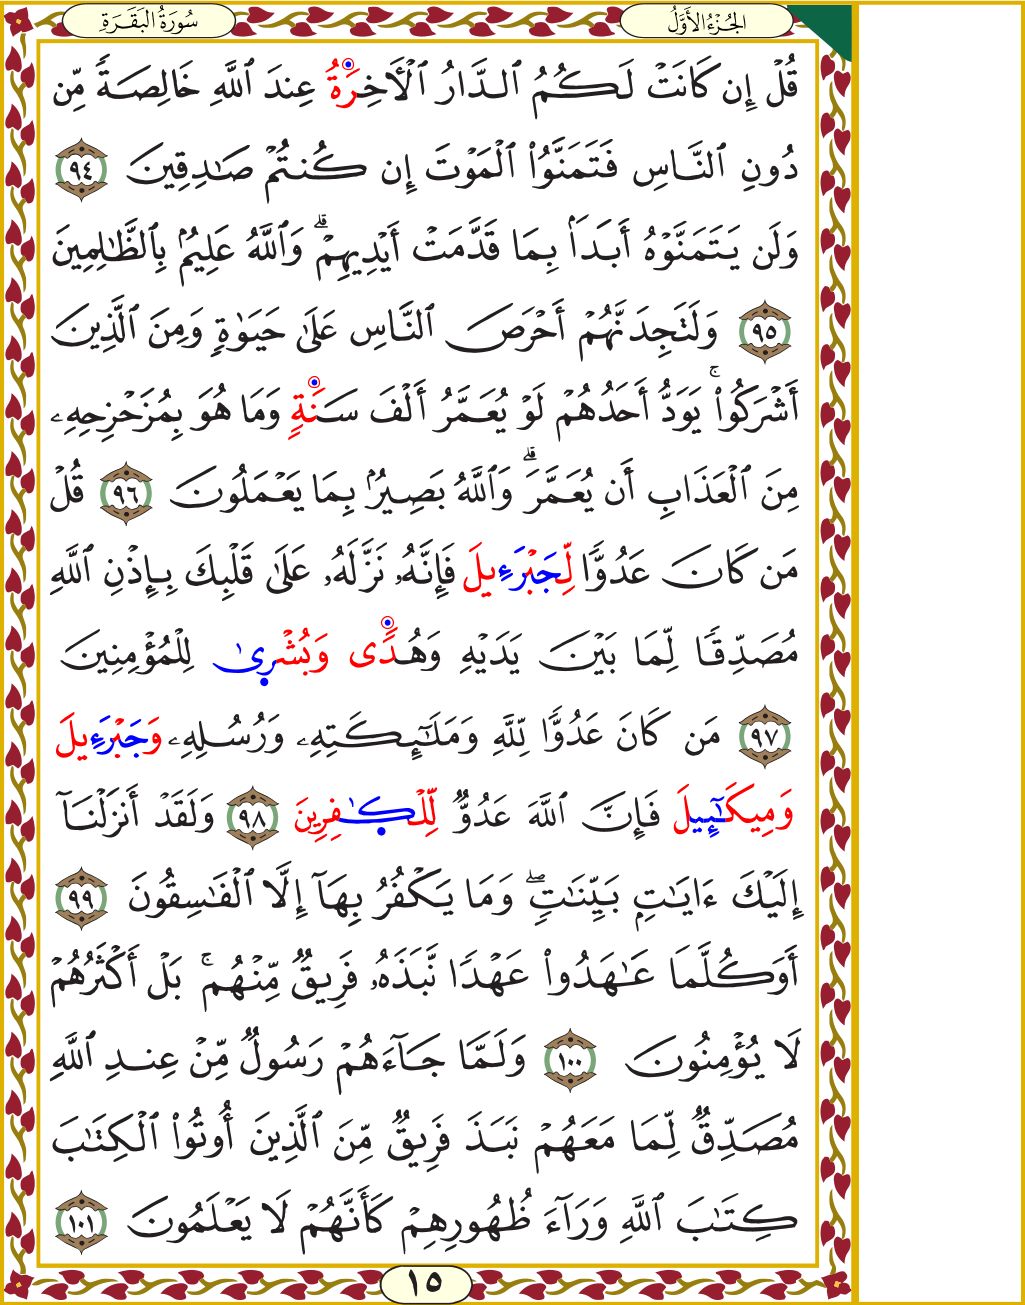 الجُزْءُ الأَوَّلُ
سُورَةُ البَقَرَةِ
قُلْ إِن كَانَتْ لَكُمُ ٱلدَّارُ ٱلْأَخِرَةُ عِندَ ٱللَّهِ خَالِصَةً مِّن
دُونِ ٱلنَّاسِ فَتَمَنَّوُا۟ ٱلْمَوْتَ إِن كُنتُمْ صَـٰدِقِينَ ٩٤
وَلَن يَتَمَنَّوْهُ أَبَدًۢا بِمَا قَدَّمَتْ أَيْدِيهِمْ ۗ وَٱللَّهُ عَلِيمٌۢ بِٱلظَّـٰلِمِينَ
٩٥ وَلَتَجِدَنَّهُمْ أَحْرَصَ ٱلنَّاسِ عَلَىٰ حَيَوٰةٍ وَمِنَ ٱلَّذِينَ
أَشْرَكُوا۟ ۚ يَوَدُّ أَحَدُهُمْ لَوْ يُعَمَّرُ أَلْفَ سَنَةٍ وَمَا هُوَ بِمُزَحْزِحِهِۦ
مِنَ ٱلْعَذَابِ أَن يُعَمَّرَ ۗ وَٱللَّهُ بَصِيرٌۢ بِمَا يَعْمَلُونَ ٩٦ قُلْ
مَن كَانَ عَدُوًّا لِّجَبْرَءِيلَ فَإِنَّهُۥ نَزَّلَهُۥ عَلَىٰ قَلْبِكَ بِإِذْنِ ٱللَّهِ
مُصَدِّقًا لِّمَا بَيْنَ يَدَيْهِ وَهُدًى وَبُشْرىٰ لِلْمُؤْمِنِينَ
٩٧ مَن كَانَ عَدُوًّا لِّلَّهِ وَمَلَـٰٓئِكَتِهِۦ وَرُسُلِهِۦ وَجَبْرَءِيلَ
وَمِيكَـٰٓئِيلَ فَإِنَّ ٱللَّهَ عَدُوٌّ لِّلْكـٰفِرِينَ ٩٨ وَلَقَدْ أَنزَلْنَآ
إِلَيْكَ ءَايَـٰتٍۭ بَيِّنَـٰتٍ ۖ وَمَا يَكْفُرُ بِهَآ إِلَّا ٱلْفَـٰسِقُونَ ٩٩
أَوَكُلَّمَا عَـٰهَدُوا۟ عَهْدًا نَّبَذَهُۥ فَرِيقٌ مِّنْهُم ۚ بَلْ أَكْثَرُهُمْ
لَا يُؤْمِنُونَ ١٠٠ وَلَمَّا جَآءَهُمْ رَسُولٌ مِّنْ عِندِ ٱللَّهِ
مُصَدِّقٌ لِّمَا مَعَهُمْ نَبَذَ فَرِيقٌ مِّنَ ٱلَّذِينَ أُوتُوا۟ ٱلْكِتَـٰبَ
كِتَـٰبَ ٱللَّهِ وَرَآءَ ظُهُورِهِمْ كَأَنَّهُمْ لَا يَعْلَمُونَ ١٠١
١٥